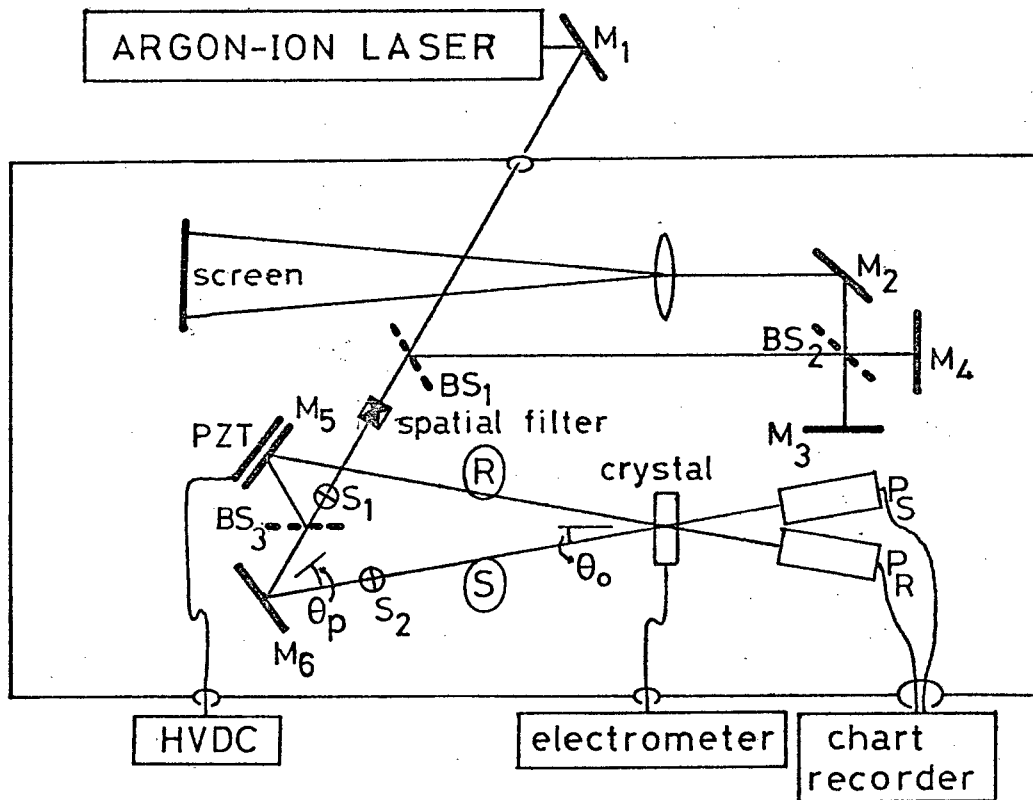 ARGON-ION LASER
M1
screen
M2
BS2
M4
BS1
M5
spatial filter
M3
PZT
R
crystal
PS
S1
BS3
θo
S
PR
θp
S2
M6
HVDC
electrometer
chart
recorder